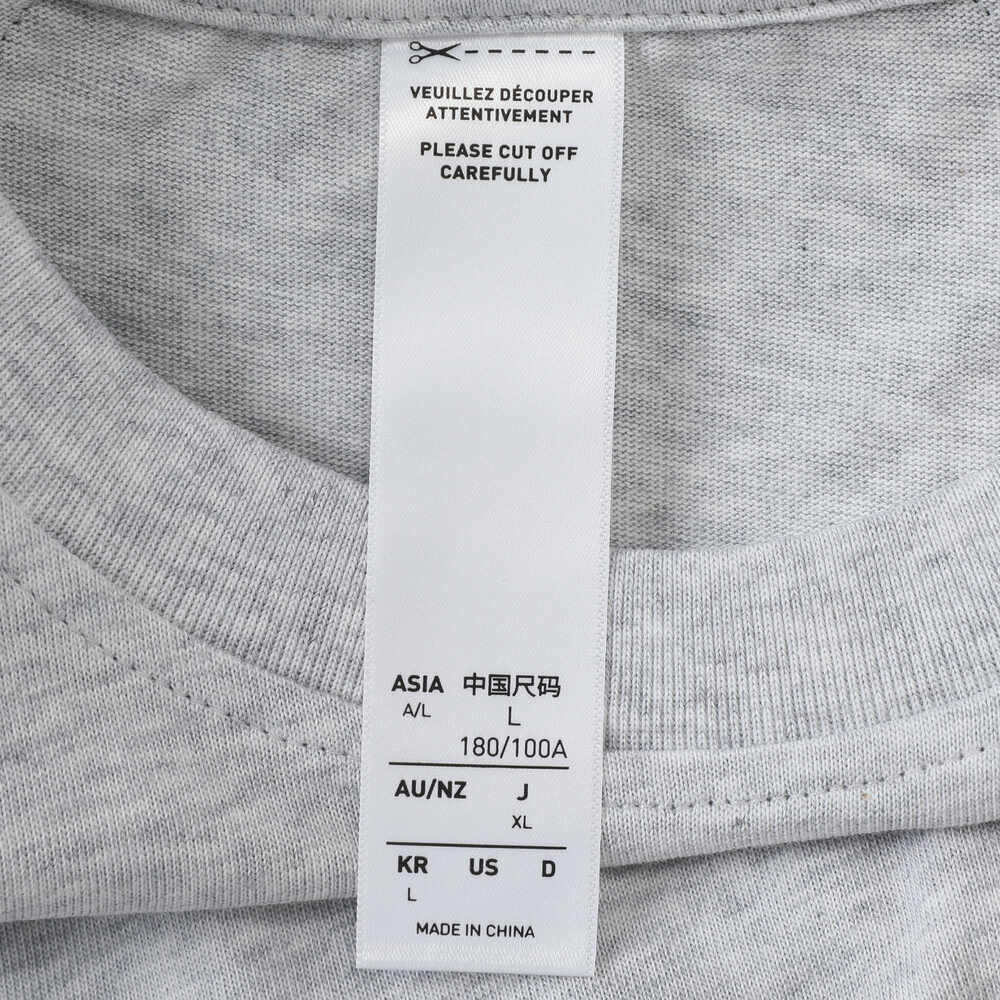 VEUILLEZ DÉCOUPER
ATTENTIVEMENT
PLEASE CUT OFF
CAREFULLY
ASIA 中国尺码
A/L L
180/100A
AU/NZ J
XL
KR US D
L
MADE IN CHINA